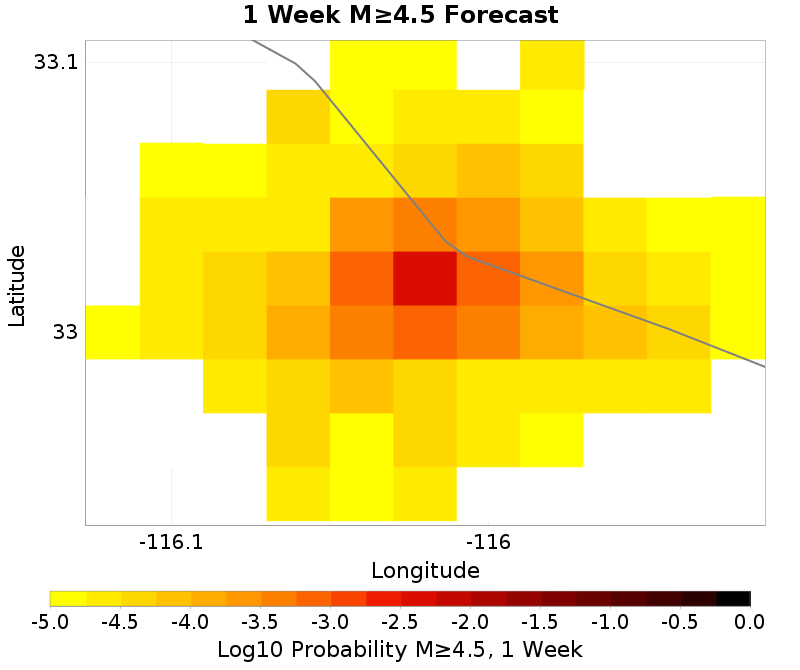 1 Week M≥4.5 Forecast
33.1
33
Latitude
-116.1 -116
Longitude
-5.0 -4.5 -4.0 -3.5 -3.0 -2.5 -2.0 -1.5 -1.0 -0.5 0.0
Log10 Probability M≥4.5, 1 Week